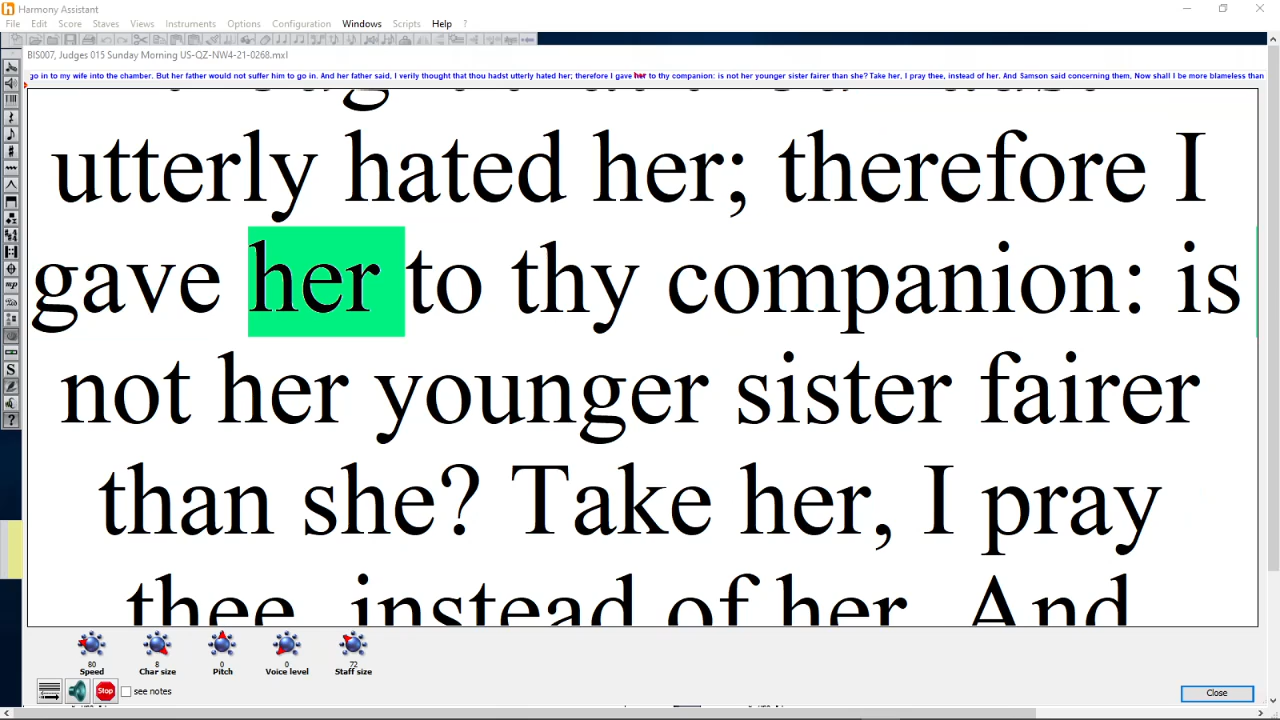 Harmony Assistant
File Edit Score Staves Views Instruments Options Configuration Windows Scripts Help ?
BIS007, Judges 015 Sunday Morning US-QZ-NW4-21-0268.mxl
go in to my wife into the chamber. But her father would not suffer him to go in. And her father said, I verily thought that thou hadst utterly hated her; therefore I gave her to thy companion: is not her younger sister fairer than she? Take her, I pray thee, instead of her. And Samson said concerning them, Now shall I be more blameless than
utterly hated her; therefore I
gave her to thy companion: is
not her younger sister fairer
than she? Take her, I pray
thee, instead of her. And
80 8 0 0 72
Speed Char size Pitch Voice level Staff size
Stop see notes
Close